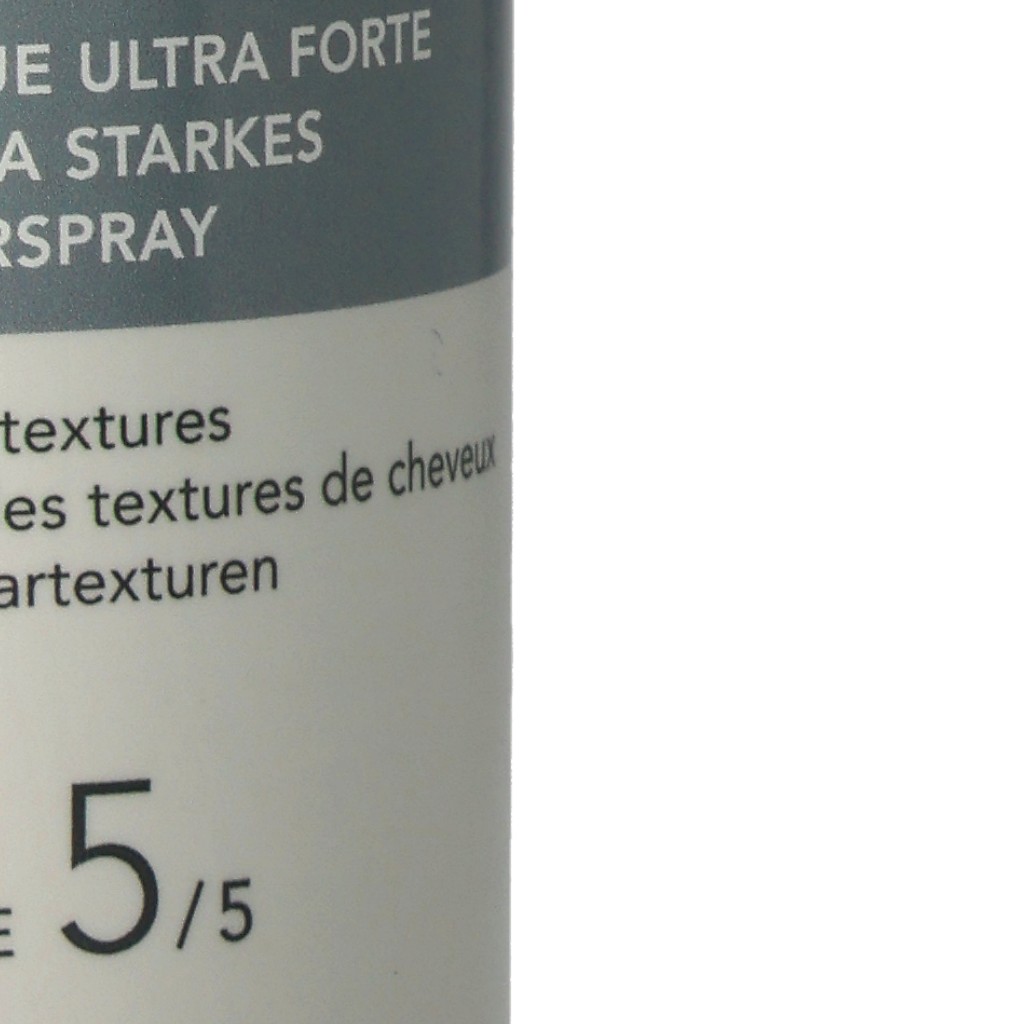 UE ULTRA FORTE
A STARKES
RSPRAY
textures
es textures de cheveux
artexturen
E 5/5